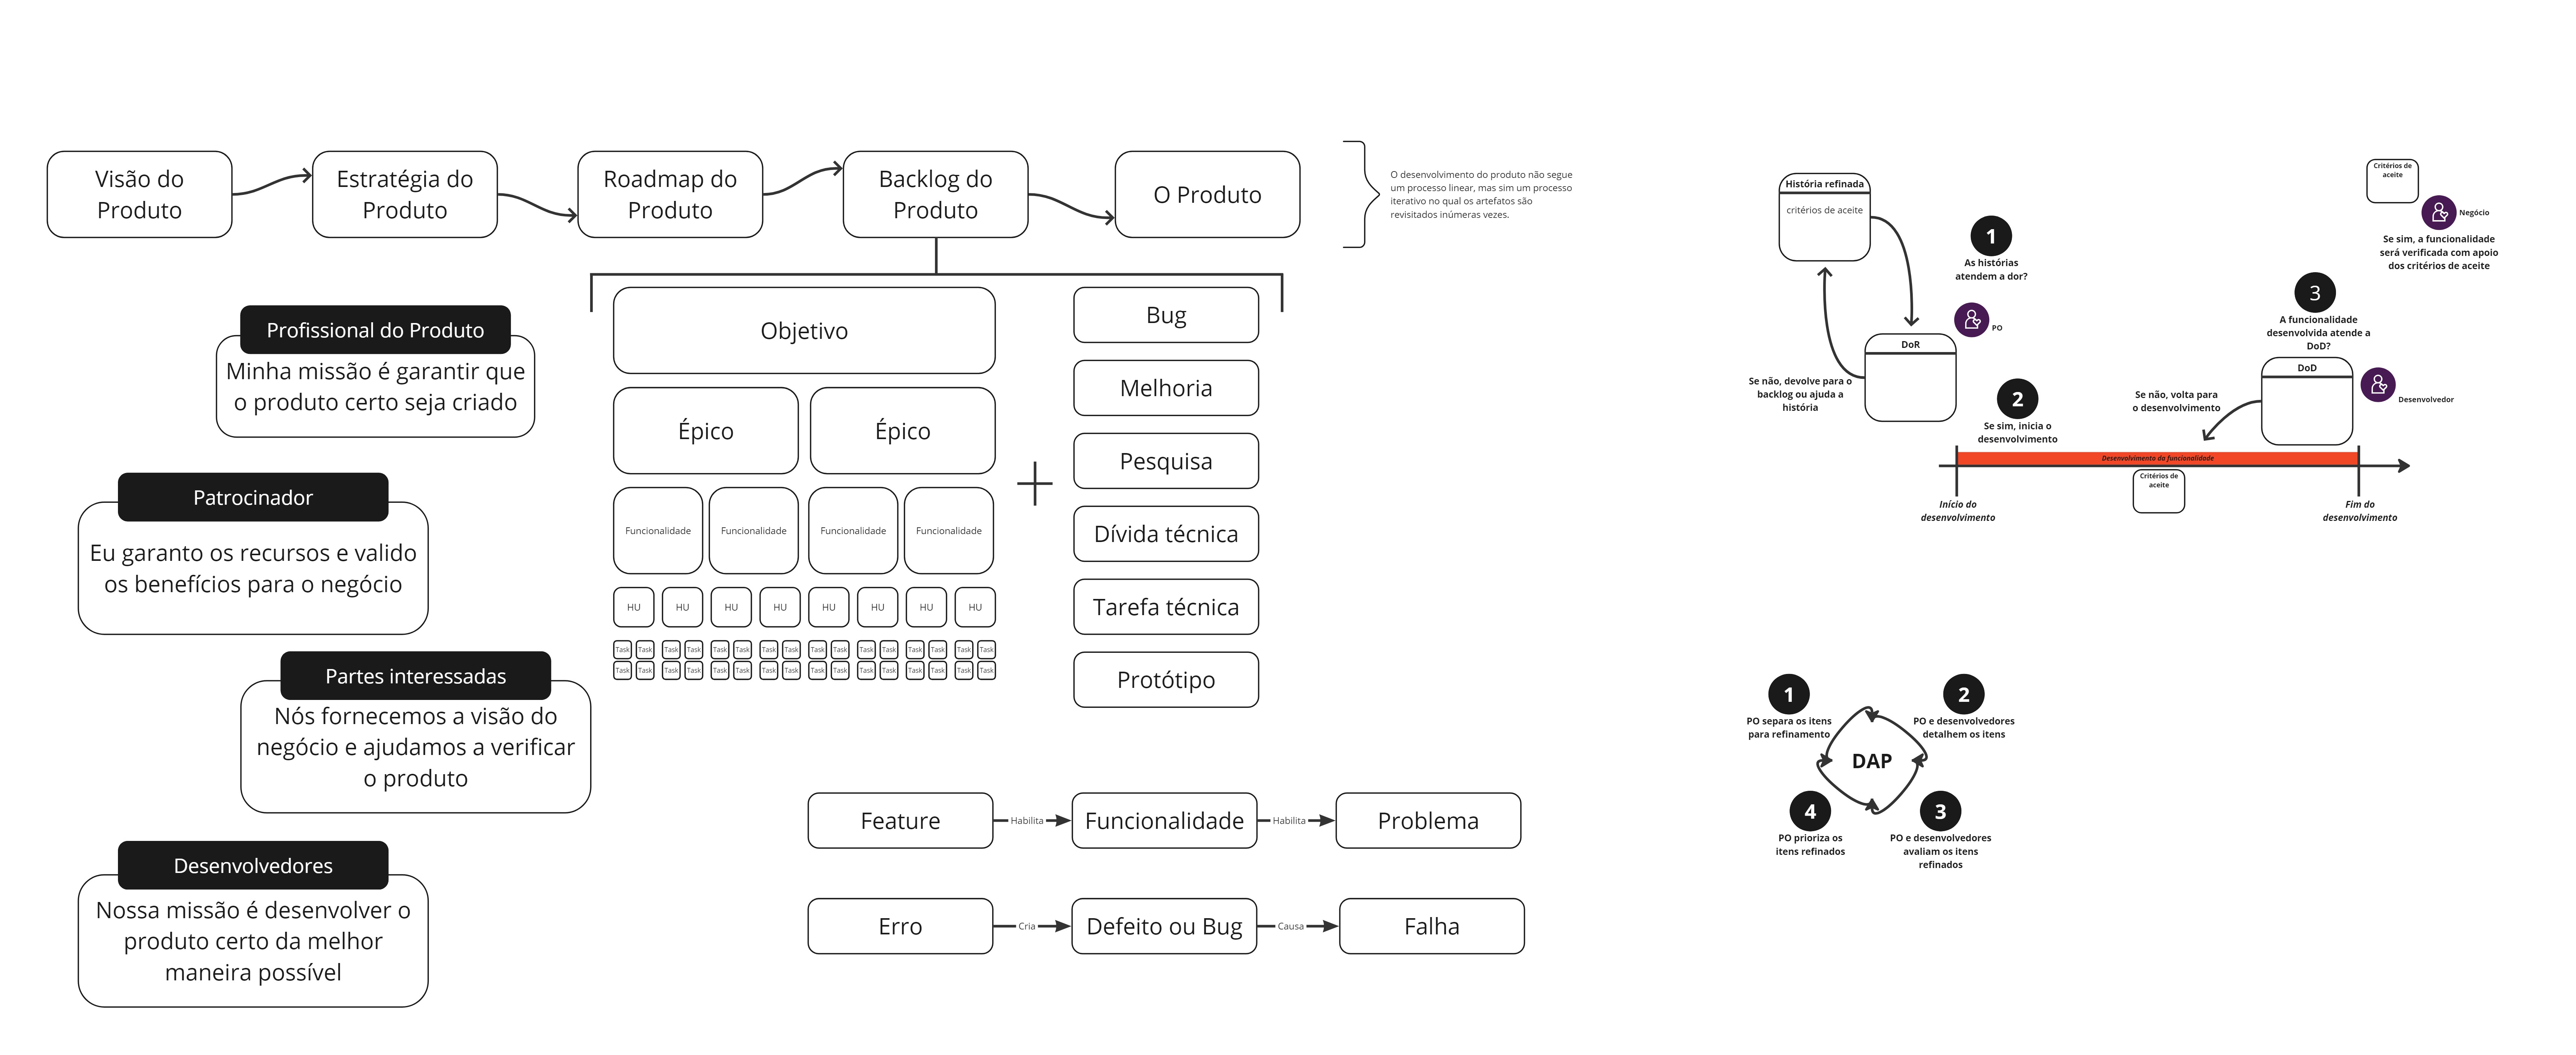 Visão do
Produto
Estratégia do
Produto
Roadmap do
Produto
Backlog do
Produto
O Produto
O desenvolvimento do produto não segue
um processo linear, mas sim um processo
iterativo no qual os artefatos são
revisitados inúmeras vezes.
Profissional do Produto
Minha missão é garantir que
o produto certo seja criado
Patrocinador
Eu garanto os recursos e valido
os benefícios para o negócio
Partes interessadas
Nós fornecemos a visão do
negócio e ajudamos a verificar
o produto
Desenvolvedores
Nossa missão é desenvolver o
produto certo da melhor
maneira possível
Objetivo
Épico
Épico
Funcionalidade
Funcionalidade
Funcionalidade
Funcionalidade
HU HU HU HU HU HU HU HU
Task Task Task Task Task Task Task Task Task Task Task Task Task Task Task Task
Task Task Task Task Task Task Task Task Task Task Task Task Task Task Task Task
Bug
Melhoria
Pesquisa
Dívida técnica
Tarefa técnica
Protótipo
Feature
Habilita
Funcionalidade
Habilita
Problema
Erro
Cria
Defeito ou Bug
Causa
Falha
História refinada
critérios de aceite
1
As histórias
atendem a dor?
PO
DoR
Se não, devolve para o
backlog ou ajuda a
história
2
Se sim, inicia o
desenvolvimento
Critérios de
aceite
Negócio
Se sim, a funcionalidade
será verificada com apoio
dos critérios de aceite
3
A funcionalidade
desenvolvida atende a
DoD?
DoD
Desenvolvedor
Se não, volta para
o desenvolvimento
Desenvolvimento da funcionalidade
Critérios de
aceite
Início do
desenvolvimento
Fim do
desenvolvimento
1
PO separa os itens
para refinamento
2
PO e desenvolvedores
detalhem os itens
DAP
4
PO prioriza os
itens refinados
3
PO e desenvolvedores
avaliam os itens
refinados